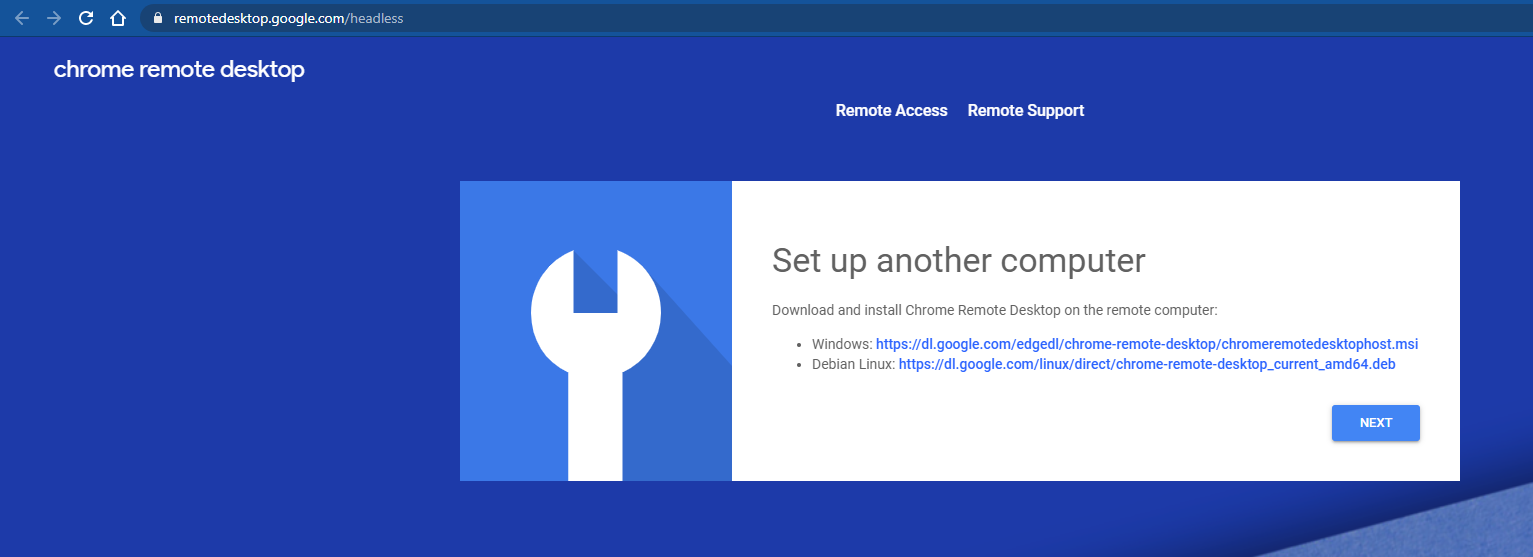 remotedesktop.google.com/headless
chrome remote desktop
Remote Access Remote Support
Set up another computer
Download and install Chrome Remote Desktop on the remote computer:
• Windows: https://dl.google.com/edgedl/chrome-remote-desktop/chromeremotedesktophost.msi
• Debian Linux: https://dl.google.com/linux/direct/chrome-remote-desktop_current_amd64.deb
NEXT